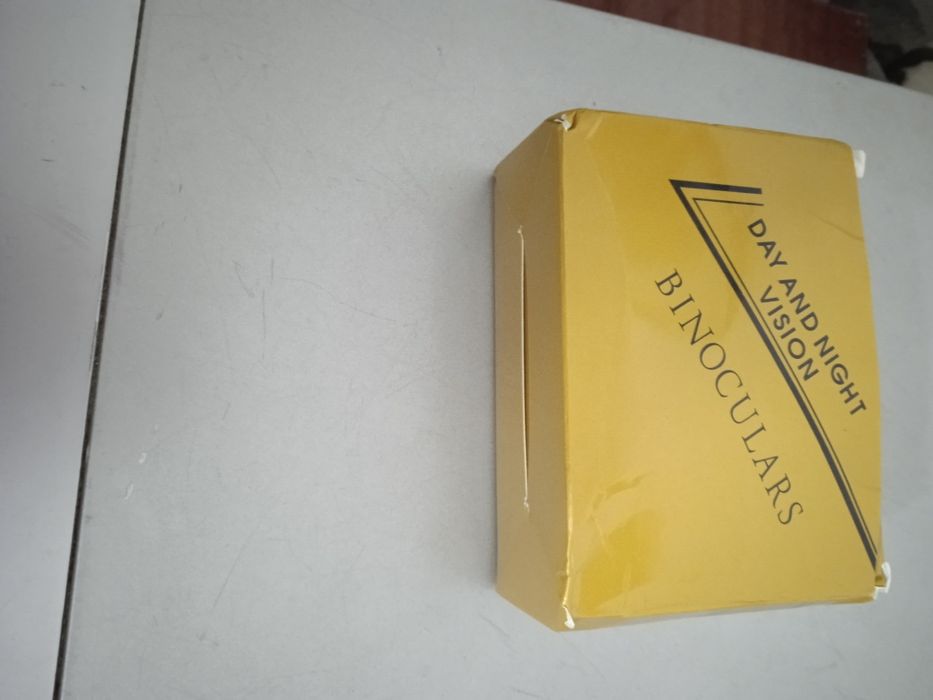 DAY AND NIGHT
VISION
BINOCULARS